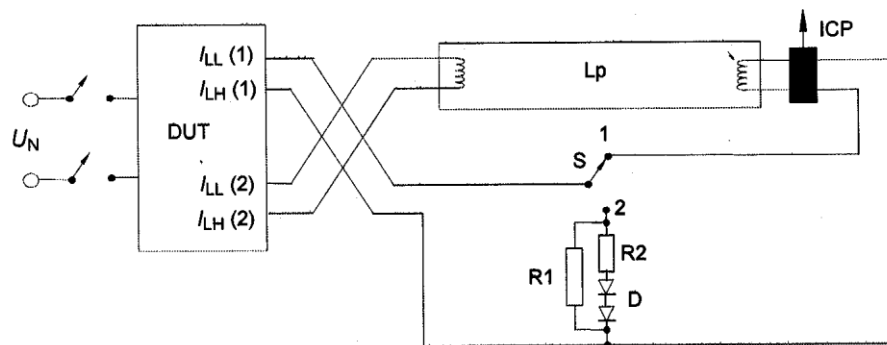 ICP
I_LL (1)
I_LH (1)
Lp
U_N
DUT
1
S
I_LL (2)
I_LH (2)
2
R1
R2
D